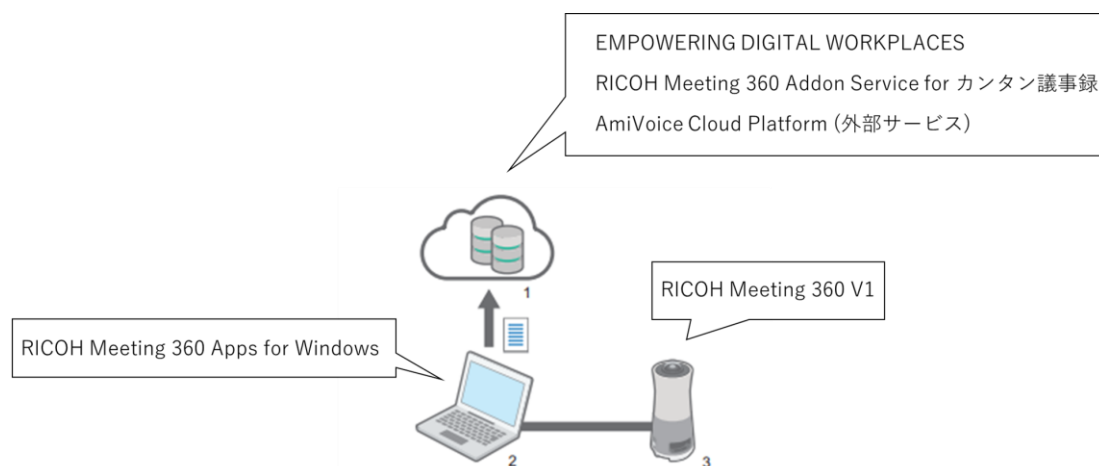 EMPOWERING DIGITAL WORKPLACES
RICOH Meeting 360 Addon Service for カンタン議事録
AmiVoice Cloud Platform (外部サービス)
1
RICOH Meeting 360 V1
RICOH Meeting 360 Apps for Windows
2
3